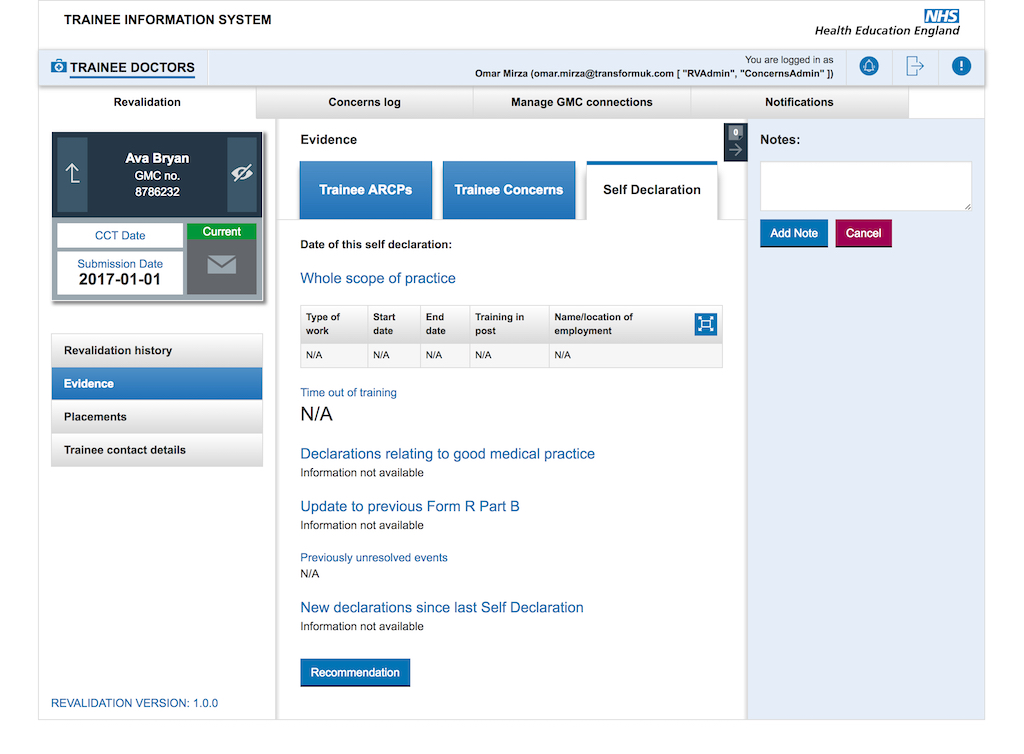 TRAINEE INFORMATION SYSTEM
NHS
Health Education England
TRAINEE DOCTORS
You are logged in as
Omar Mirza (omar.mirza@transformuk.com [ "RVAdmin", "ConcernsAdmin" ])
Revalidation
Concerns log
Manage GMC connections
Notifications
Ava Bryan
GMC no.
8786232
CCT Date
Current
Submission Date
2017-01-01
Revalidation history
Evidence
Placements
Trainee contact details
REVALIDATION VERSION: 1.0.0
Evidence
0
Trainee ARCPs
Trainee Concerns
Self Declaration
Date of this self declaration:
Whole scope of practice
Type of work
Start date
End date
Training in post
Name/location of employment
N/A
N/A
N/A
N/A
N/A
Time out of training
N/A
Declarations relating to good medical practice
Information not available
Update to previous Form R Part B
Information not available
Previously unresolved events
N/A
New declarations since last Self Declaration
Information not available
Recommendation
Notes:
Add Note
Cancel